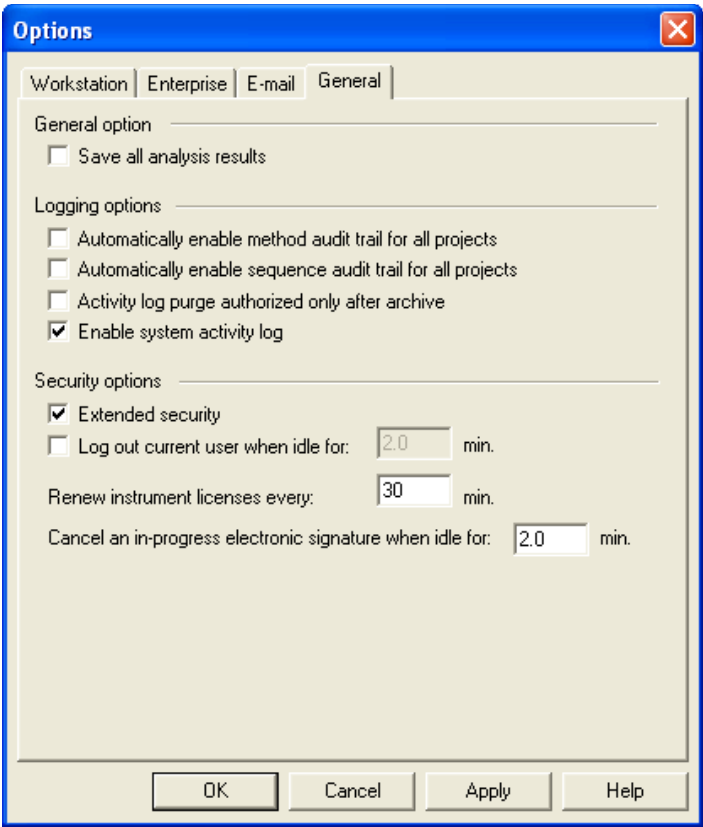 Options
Workstation Enterprise E-mail General
General option
Save all analysis results
Logging options
Automatically enable method audit trail for all projects
Automatically enable sequence audit trail for all projects
Activity log purge authorized only after archive
Enable system activity log
Security options
Extended security
Log out current user when idle for: 2.0 min.
Renew instrument licenses every: 30 min.
Cancel an in-progress electronic signature when idle for: 2.0 min.
OK Cancel Apply Help